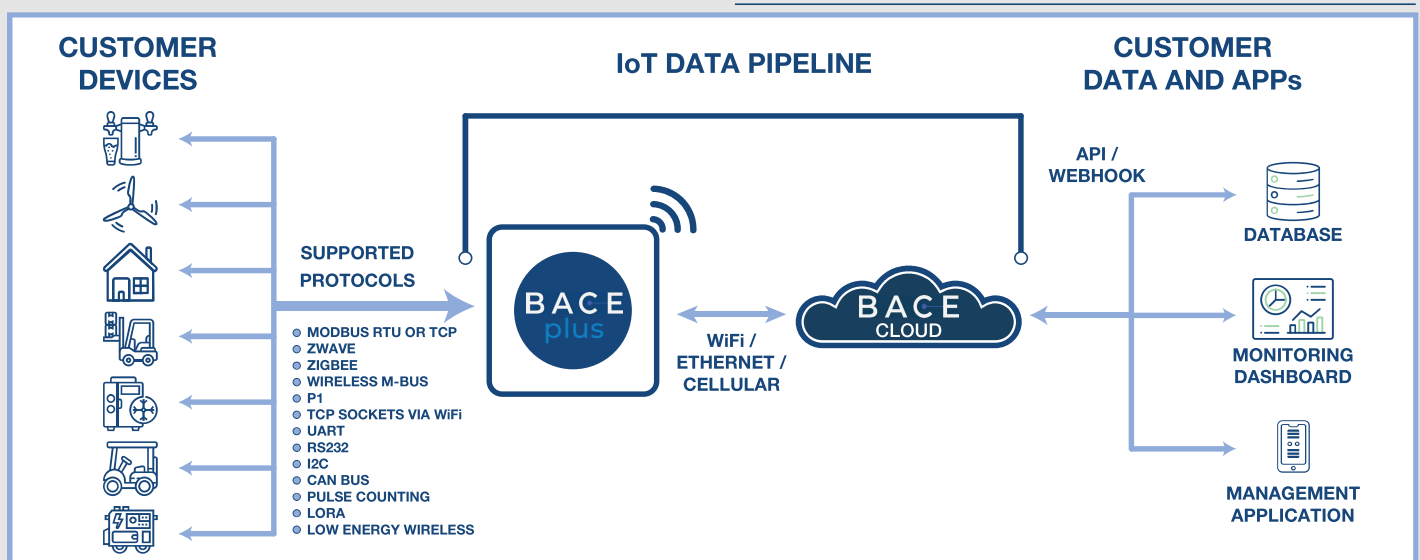 CUSTOMER
DEVICES
IoT DATA PIPELINE
CUSTOMER
DATA AND APPs
SUPPORTED
PROTOCOLS
MODBUS RTU OR TCP
ZWAVE
ZIGBEE
WIRELESS M-BUS
P1
TCP SOCKETS VIA WiFi
UART
RS232
I2C
CAN BUS
PULSE COUNTING
LORA
LOW ENERGY WIRELESS
BACE
plus
WiFi /
ETHERNET /
CELLULAR
BACE
CLOUD
API /
WEBHOOK
DATABASE
MONITORING
DASHBOARD
MANAGEMENT
APPLICATION